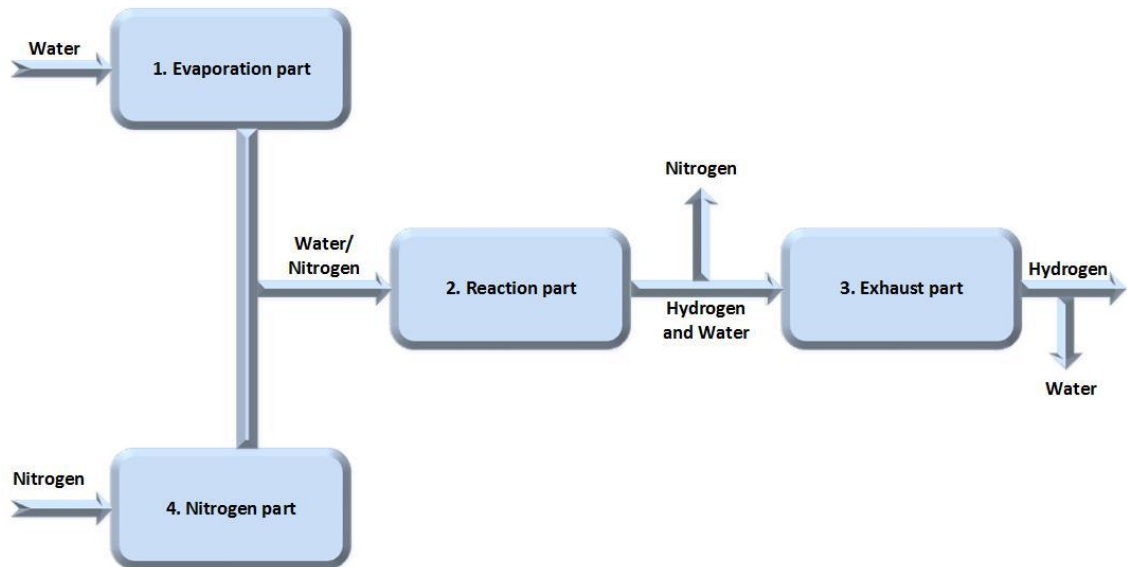 Water
1. Evaporation part
Nitrogen
Water/
Nitrogen
2. Reaction part
3. Exhaust part
Hydrogen
Hydrogen
and Water
Water
Nitrogen
4. Nitrogen part